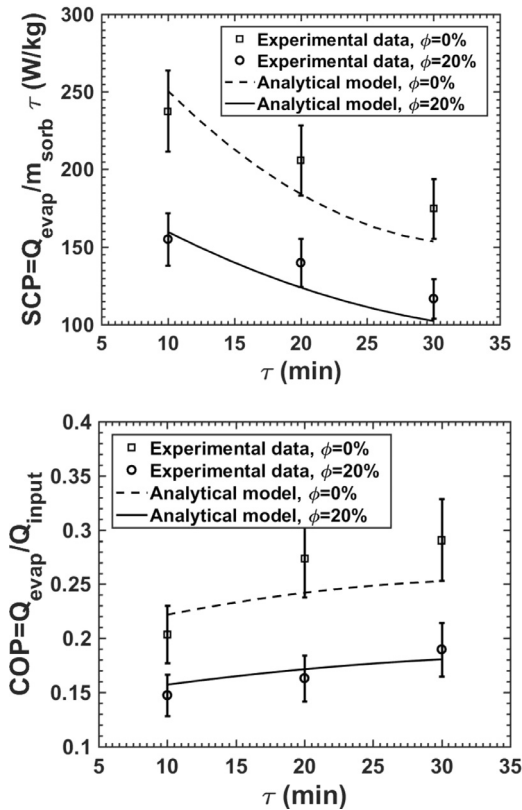 300
250
200
150
100
5
10
15
20
25
30
35
SCP=Q_evap/m_sorb τ (W/kg)
τ (min)
Experimental data, ϕ=0%
Experimental data, ϕ=20%
Analytical model, ϕ=0%
Analytical model, ϕ=20%
0.4
0.35
0.3
0.25
0.2
0.15
0.1
5
10
15
20
25
30
35
COP=Q_evap/Q_input
τ (min)
Experimental data, ϕ=0%
Experimental data, ϕ=20%
Analytical model, ϕ=0%
Analytical model, ϕ=20%